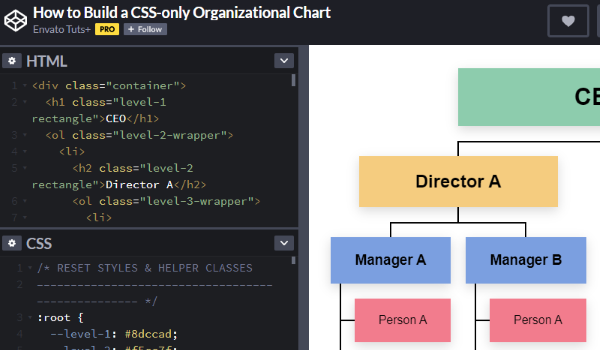 How to Build a CSS-only Organizational Chart
Envato Tuts+ PRO + Follow
HTML
1 <div class="container">
2 <h1 class="level-1
rectangle">CEO</h1>
3 <ol class="level-2-wrapper">
4 <li>
5 <h2 class="level-2
rectangle">Director A</h2>
6 <ol class="level-3-wrapper">
7 <li>
CSS
1 /* RESET STYLES & HELPER CLASSES
2 -----------------------------------
--------------- */
3 :root {
4 --level-1: #8dccad;
CE
Director A
Manager A
Manager B
Person A
Person A